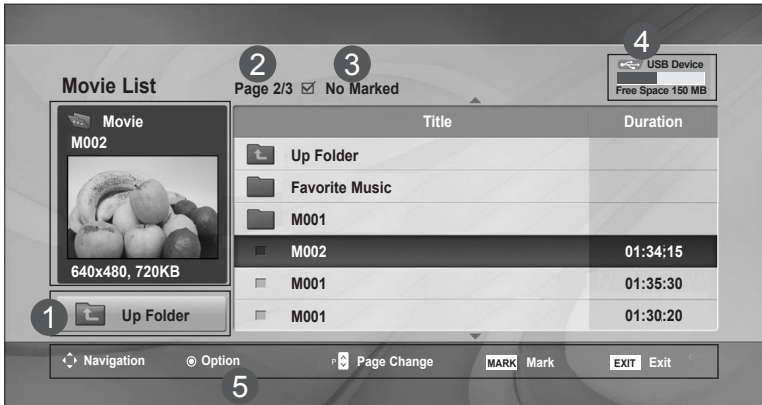 4
USB Device
2 3
Movie List Page 2/3 No Marked
Free Space 150 MB
Movie Title Duration
M002
Up Folder
Favorite Music
M001
M002 01:34:15
640x480, 720KB
M001 01:35:30
1 Up Folder M001 01:30:20
Navigation Option P Page Change MARK Mark EXIT Exit
5